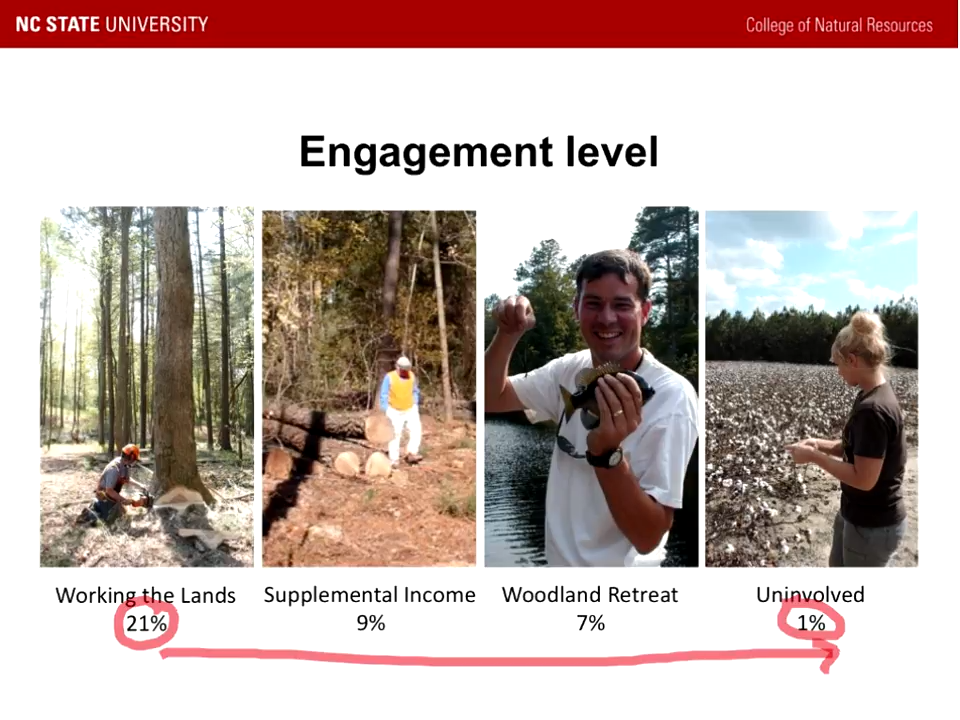 NC STATE UNIVERSITY
College of Natural Resources
Engagement level
Working the Lands
21%
Supplemental Income
9%
Woodland Retreat
7%
Uninvolved
1%